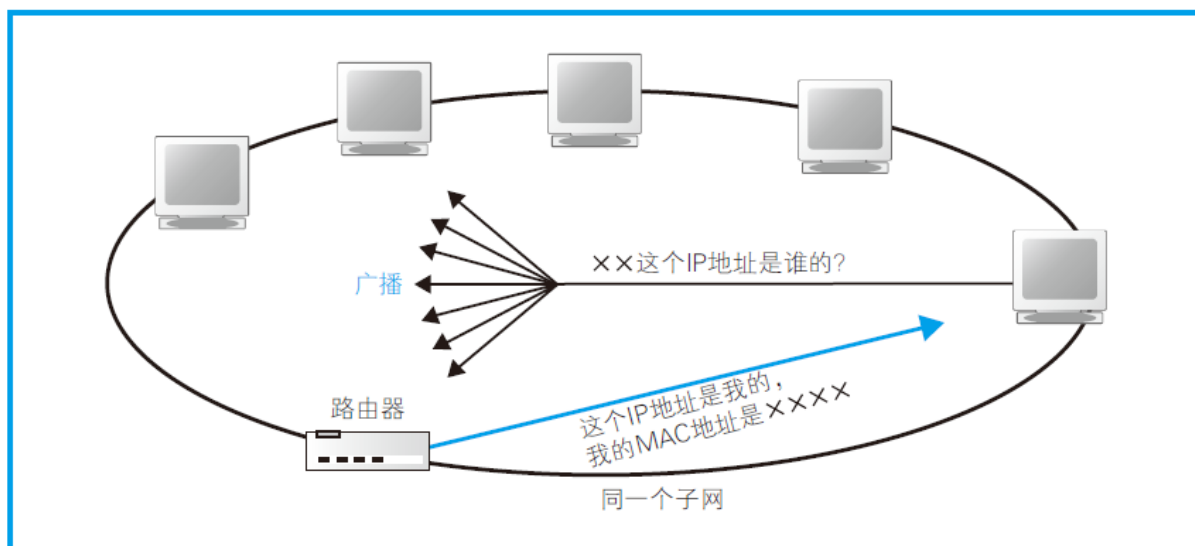 ××这个IP地址是谁的?
广播
这个IP地址是我的，
我的MAC地址是××××
路由器
同一个子网